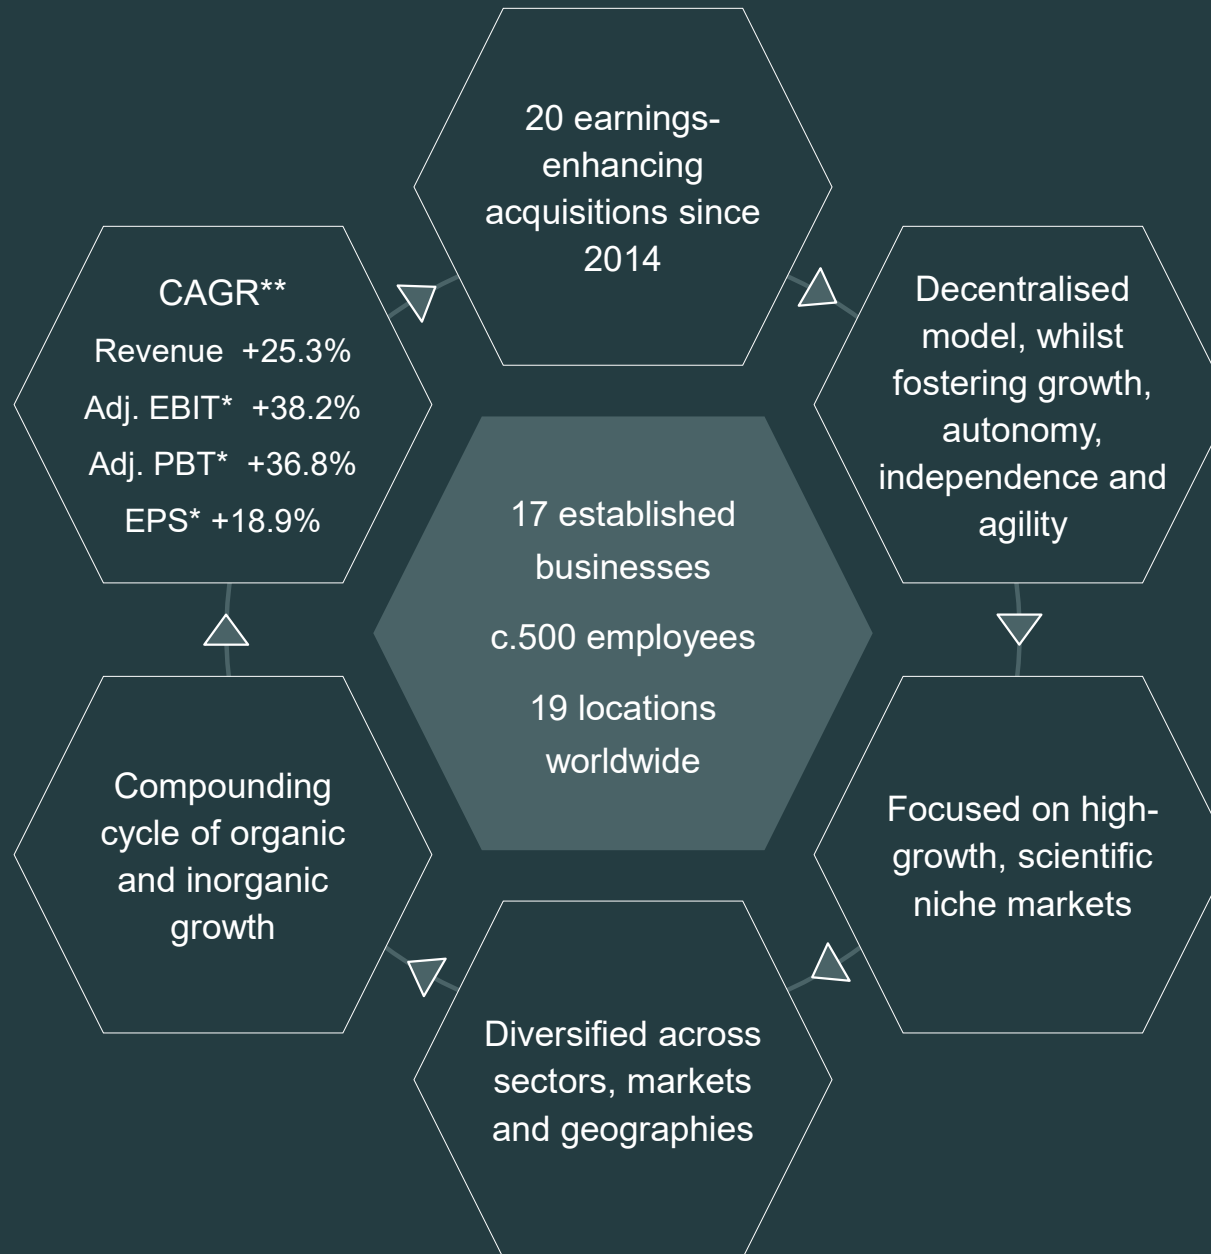 20 earnings-
enhancing
acquisitions since
2014
Decentralised
model, whilst
fostering growth,
autonomy,
independence and
agility
Focused on high-
growth, scientific
niche markets
Diversified across
sectors, markets
and geographies
Compounding
cycle of organic
and inorganic
growth
CAGR**
Revenue +25.3%
Adj. EBIT* +38.2%
Adj. PBT* +36.8%
EPS* +18.9%
17 established
businesses
c.500 employees
19 locations
worldwide